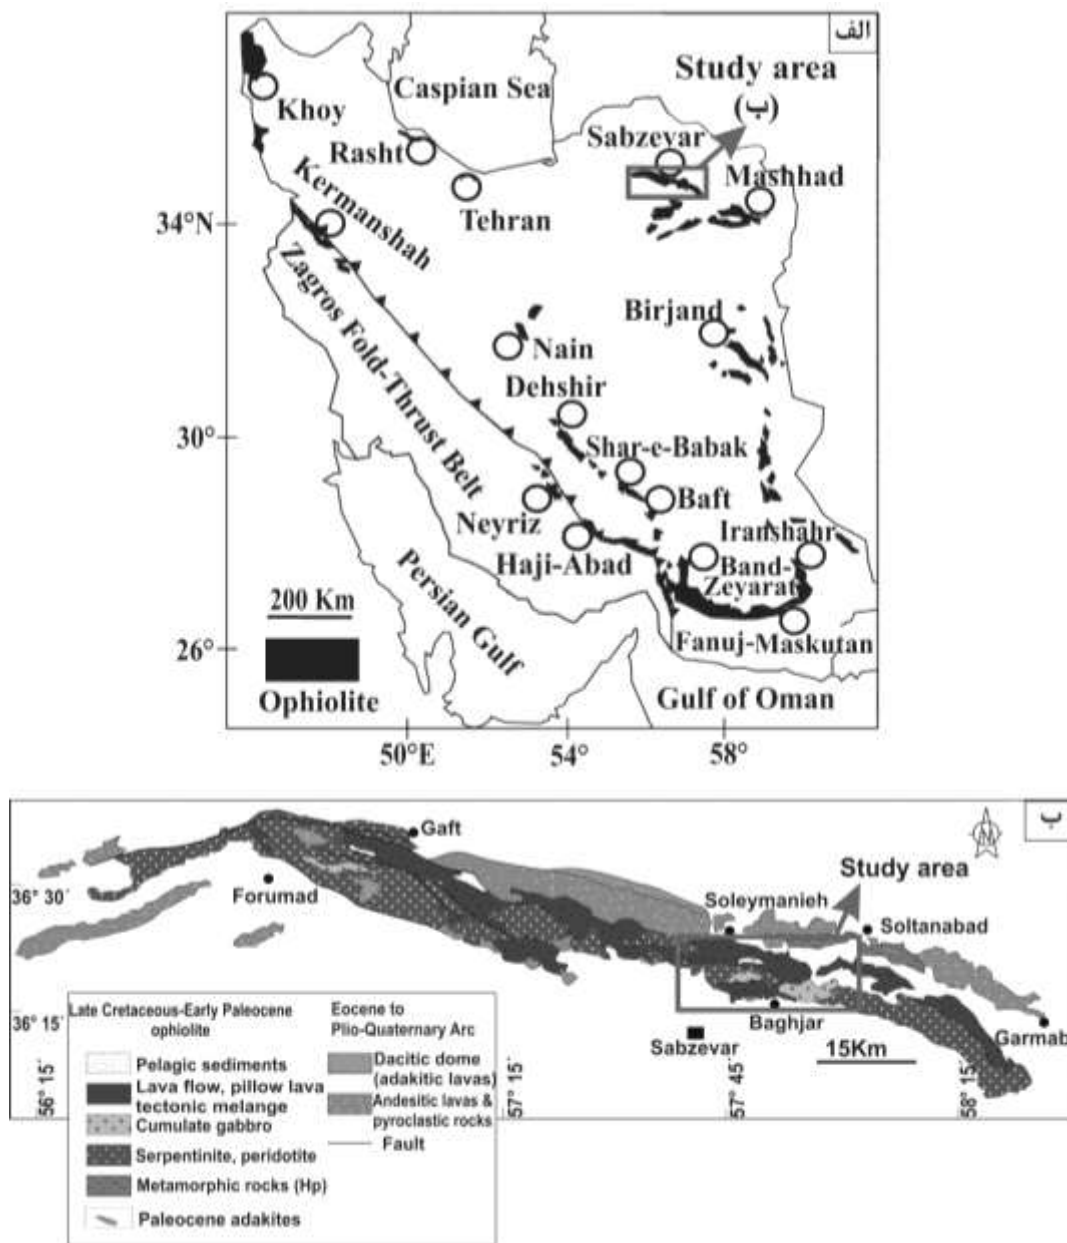 الف
Study area
(ب)
Caspian Sea
Khoy
Rasht
Tehran
Sabzevar
Mashhad
34°N
Kermanshah
Zagros Fold-Thrust Belt
Birjand
Nain
Dehshir
30°
Shar-e-Babak
Baft
Neyriz
Iranshahr
Haji-Abad
Band-
Zeyarat
200 Km
Persian Gulf
26°
Fanuj-Maskutan
Ophiolite
Gulf of Oman
50°E
54°
58°
ب
N
Gaft
Study area
36° 30´
Forumad
Soleymanieh
Soltanabad
36° 15´
Baghjar
Garmab
Sabzevar
15Km
56° 15´
57° 15´
57° 45´
58° 15´
Late Cretaceous-Early Paleocene
ophiolite
Pelagic sediments
Lava flow, pillow lava
tectonic melange
Cumulate gabbro
Serpentinite, peridotite
Metamorphic rocks (Hp)
Paleocene adakites
Eocene to
Plio-Quaternary Arc
Dacitic dome
(adakitic lavas)
Andesitic lavas &
pyroclastic rocks
Fault